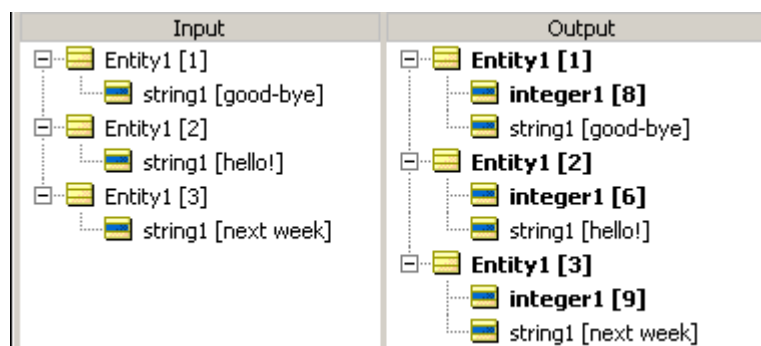 Input
Entity1 [1]
string1 [good-bye]
Entity1 [2]
string1 [hello!]
Entity1 [3]
string1 [next week]
Output
Entity1 [1]
integer1 [8]
string1 [good-bye]
Entity1 [2]
integer1 [6]
string1 [hello!]
Entity1 [3]
integer1 [9]
string1 [next week]